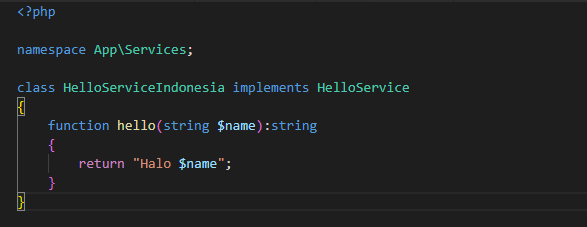 <?php
namespace App\Services;
class HelloServiceIndonesia implements HelloService
{
function hello(string $name):string
{
return "Halo $name";
}
}